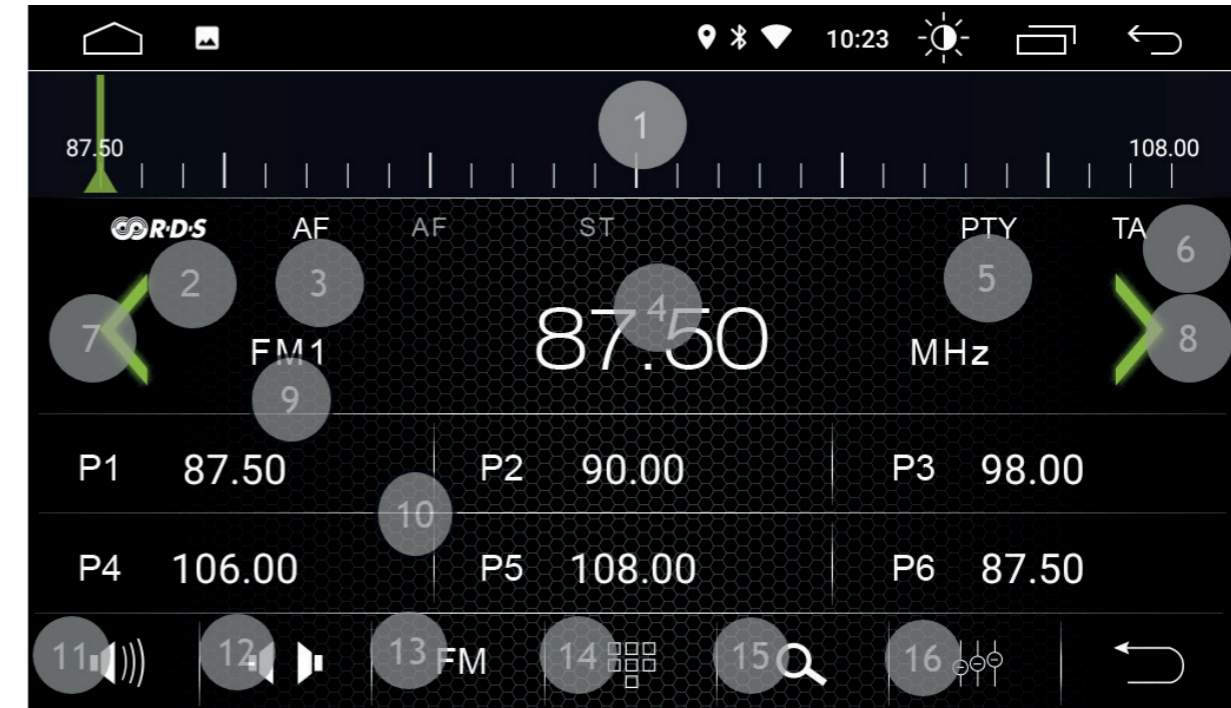 10:23
1
87.50 108.00
R·D·S AF AF ST PTY TA
2 3 4 5 6
7 FM1 87.50 MHz 8
9
P1 87.50 P2 90.00 P3 98.00
10
P4 106.00 P5 108.00 P6 87.50
11 12 13 FM 14 15 16